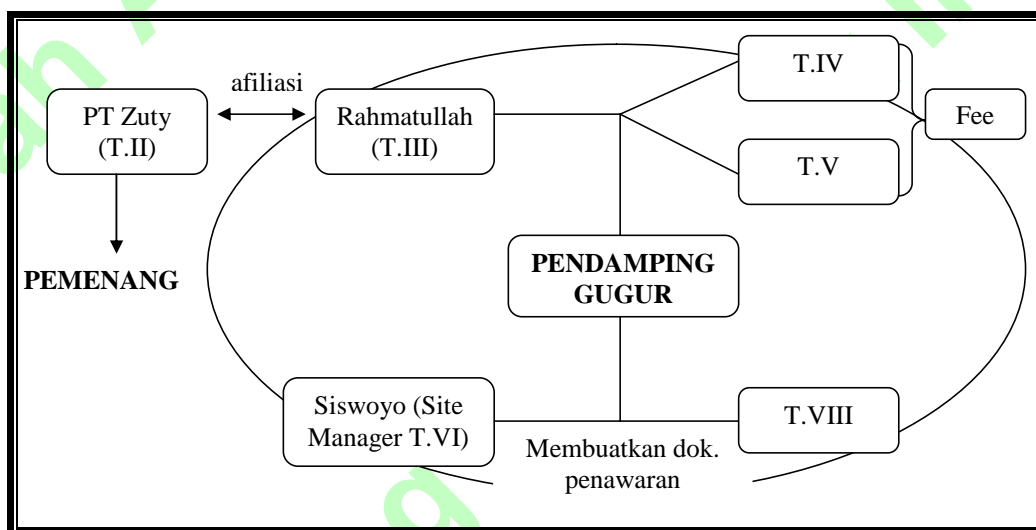 afiliasi
PT Zuty
(T.II)
Rahmatullah
(T.III)
T.IV
Fee
T.V
PEMENANG
PENDAMPING
GUGUR
Siswoyo (Site
Manager T.VI)
T.VIII
Membuatkan dok.
penawaran